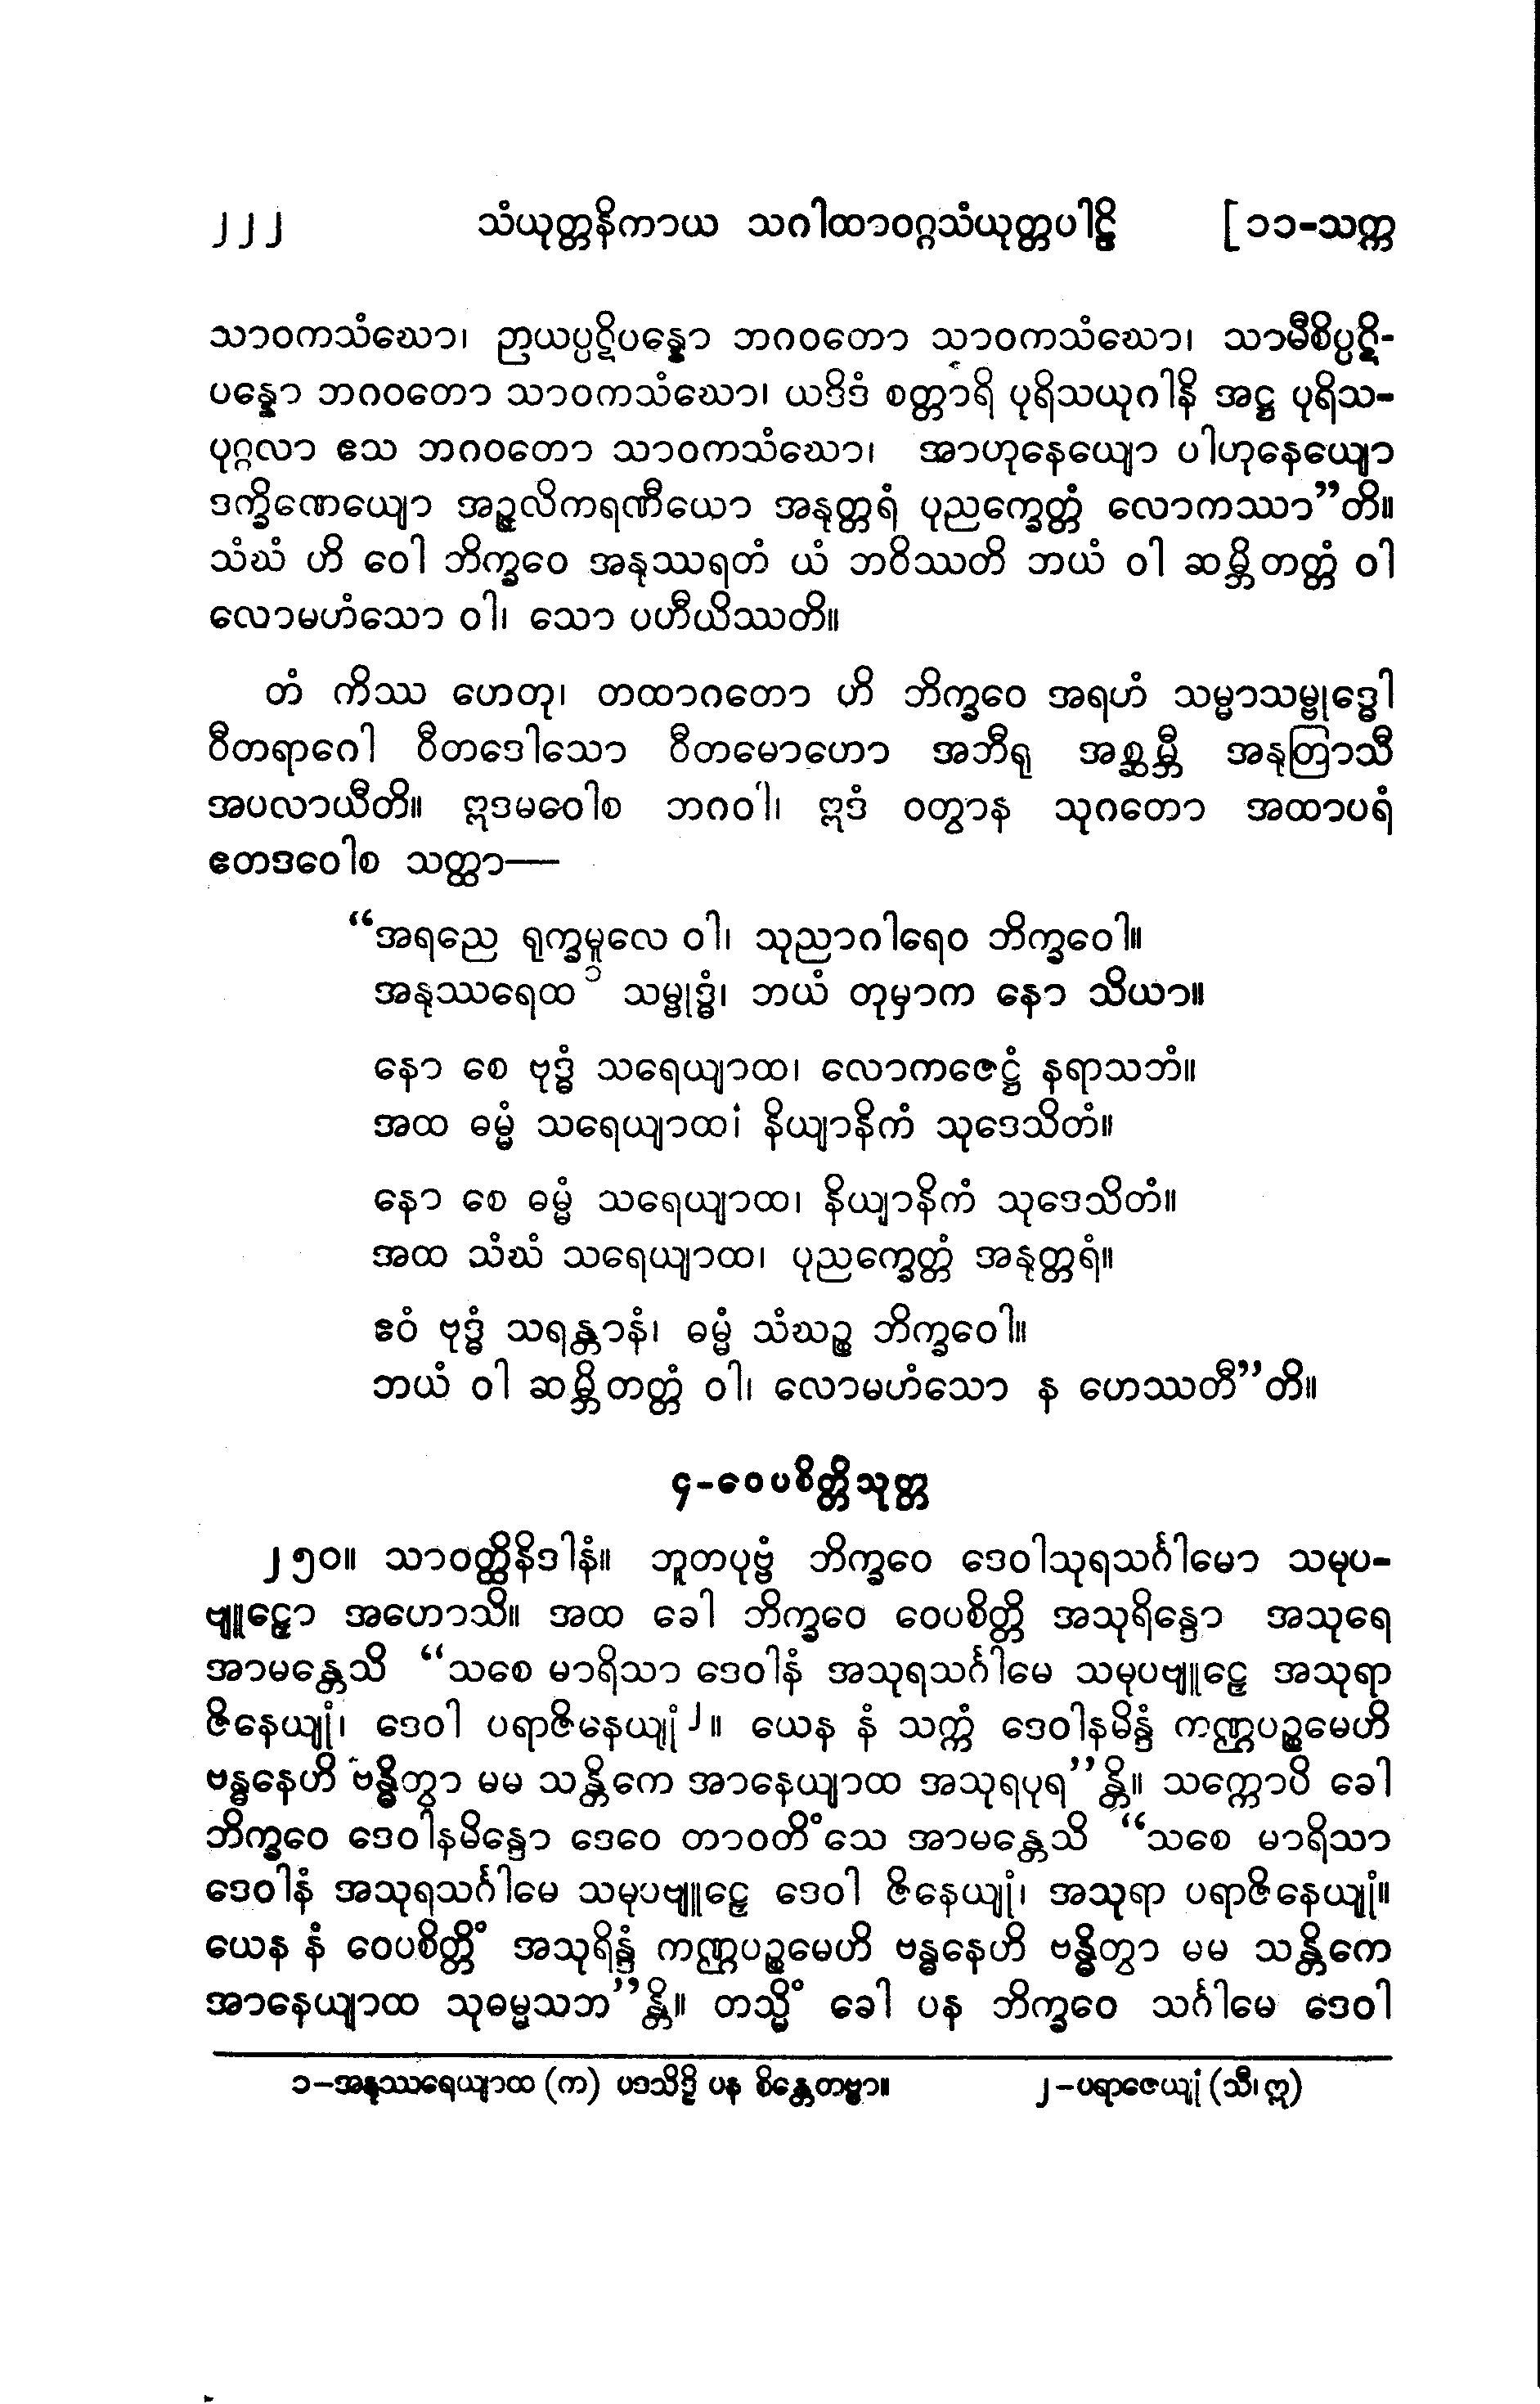 ၂၂၂ သံယုတ္တနိကာယ သဂါထာဝဂ္ဂသံယုတ္တပါဠိ [၁၁-သက္က
သာဝကသံဃော၊ ဉာယပ္ပဋိပန္နော ဘဂဝတော သာဝကသံဃော၊ သာမီစိပ္ပဋိ-
ပန္နော ဘဂဝတော သာဝကသံဃော၊ ယဒိဒံ စတ္တာရိ ပုရိသယုဂါနိ အဋ္ဌ ပုရိသ-
ပုဂ္ဂလာ ဧသ ဘဂဝတော သာဝကသံဃော၊ အာဟုနေယျော ပါဟုနေယျော
ဒက္ခိဏေယျော အဉ္ဇလိကရဏီယော အနုတ္တရံ ပုညက္ခေတ္တံ လောကဿာ”တိ။
သံဃံ ဟိ ဝေါ ဘိက္ခဝေ အနုဿရတံ ယံ ဘဝိဿတိ ဘယံ ဝါ ဆမ္ဘိတတ္တံ ဝါ
လောမဟံသော ဝါ၊ သော ပဟီယိဿတိ။
တံ ကိဿ ဟေတု၊ တထာဂတော ဟိ ဘိက္ခဝေ အရဟံ သမ္မာသမ္ဗုဒ္ဓေါ
ဝီတရာဂေါ ဝီတဒေါသော ဝီတမောဟော အဘီရု အစ္ဆမ္ဘီ အနုတြာသီ
အပလာယီတိ။ ဣဒမဝေါစ ဘဂဝါ၊ ဣဒံ ဝတွာန သုဂတော အထာပရံ
ဧတဒဝေါစ သတ္ထာ—
“အရညေ ရုက္ခမူလေ ဝါ၊ သုညာဂါရေဝ ဘိက္ခဝေါ။
အနုဿရေထ ၁ သမ္ဗုဒ္ဓံ၊ ဘယံ တုမှာက နော သိယာ။
နော စေ ဗုဒ္ဓံ သရေယျာထ၊ လောကဇေဋ္ဌံ နရာသဘံ။
အထ ဓမ္မံ သရေယျာထ၊ နိယျာနိကံ သုဒေသိတံ။
နော စေ ဓမ္မံ သရေယျာထ၊ နိယျာနိကံ သုဒေသိတံ။
အထ သံဃံ သရေယျာထ၊ ပုညက္ခေတ္တံ အနုတ္တရံ။
ဧဝံ ဗုဒ္ဓံ သရန္တာနံ၊ ဓမ္မံ သံဃဉ္စ ဘိက္ခဝေါ။
ဘယံ ဝါ ဆမ္ဘိတတ္တံ ဝါ၊ လောမဟံသော န ဟေဿတီ”တိ။
၄-ဝေပစိတ္တိသုတ္တ
၂၅၀။ သာဝတ္ထိနိဒါနံ။ ဘူတပုဗ္ဗံ ဘိက္ခဝေ ဒေဝါသုရသင်္ဂါမော သမုပ-
ဗျူဠှော အဟောသိ။ အထ ခေါ ဘိက္ခဝေ ဝေပစိတ္တိ အသုရိန္ဒော အသုရေ
အာမန္တေသိ “သစေ မာရိသာ ဒေဝါနံ အသုရသင်္ဂါမေ သမုပဗျူဠှေ အသုရာ
ဇိနေယျုံ၊ ဒေဝါ ပရာဇိနေယျုံ၂။ ယေန နံ သက္ကံ ဒေဝါနမိန္ဒံ ကဏ္ဌပဉ္စမေဟိ
ဗန္ဓနေဟိ ဗန္ဓိတွာ မမ သန္တိကေ အာနေယျာထ အသုရပုရ”န္တိ။ သက္ကောပိ ခေါ
ဘိက္ခဝေ ဒေဝါနမိန္ဒော ဒေဝေ တာဝတိံသေ အာမန္တေသိ “သစေ မာရိသာ
ဒေဝါနံ အသုရသင်္ဂါမေ သမုပဗျူဠှေ ဒေဝါ ဇိနေယျုံ၊ အသုရာ ပရာဇိနေယျုံ။
ယေန နံ ဝေပစိတ္တိံ အသုရိန္ဒံ ကဏ္ဌပဉ္စမေဟိ ဗန္ဓနေဟိ ဗန္ဓိတွာ မမ သန္တိကေ
အာနေယျာထ သုဓမ္မသဘ”န္တိ။ တသ္မိံ ခေါ ပန ဘိက္ခဝေ သင်္ဂါမေ ဒေဝါ
၁-အနုဿရေယျာထ (က) ပဒသိဒ္ဓိ ပန စိန္တေတဗ္ဗာ။ ၂-ပရာဇေယျုံ (သီ၊ ဣ)